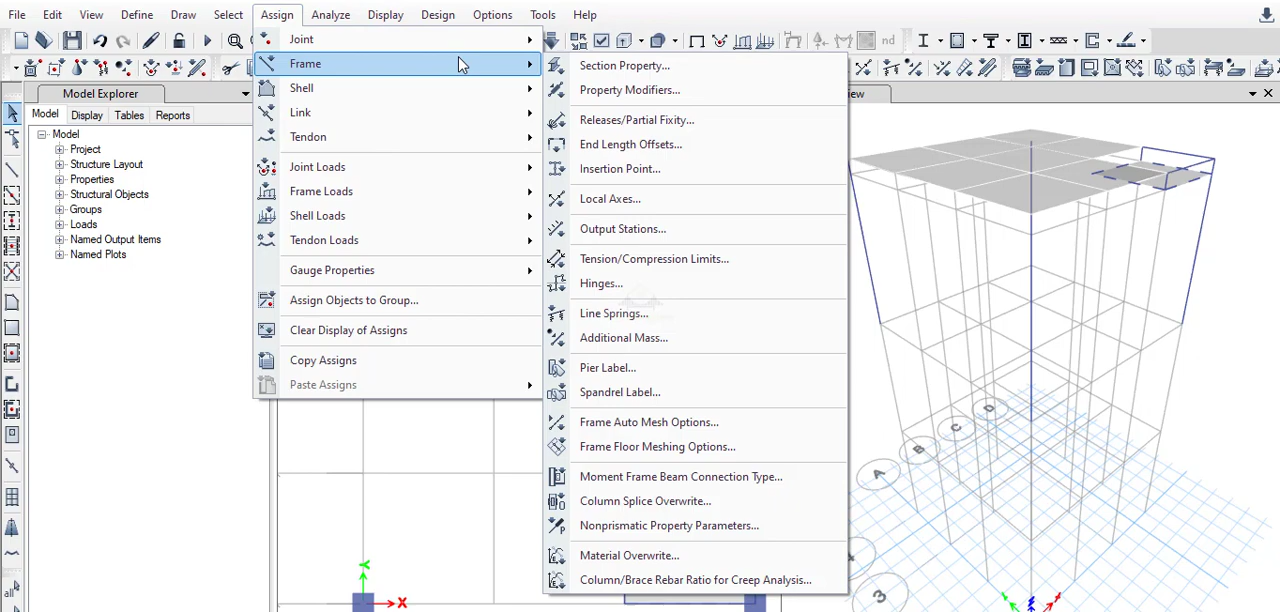 File Edit View Define Draw Select Assign Analyze Display Design Options Tools Help
nd
Model Explorer
Model Display Tables Reports
Model
Project
Structure Layout
Properties
Structural Objects
Groups
Loads
Named Output Items
Named Plots
Joint
Frame
Shell
Link
Tendon
Joint Loads
Frame Loads
Shell Loads
Tendon Loads
Gauge Properties
Assign Objects to Group...
Clear Display of Assigns
Copy Assigns
Paste Assigns
Section Property...
Property Modifiers...
Releases/Partial Fixity...
End Length Offsets...
Insertion Point...
Local Axes...
Output Stations...
Tension/Compression Limits...
Hinges...
Line Springs...
Additional Mass...
Pier Label...
Spandrel Label...
Frame Auto Mesh Options...
Frame Floor Meshing Options...
Moment Frame Beam Connection Type...
Column Splice Overwrite...
Nonprismatic Property Parameters...
Material Overwrite...
Column/Brace Rebar Ratio for Creep Analysis...
D
C
B
A
4
3
Y
X
all